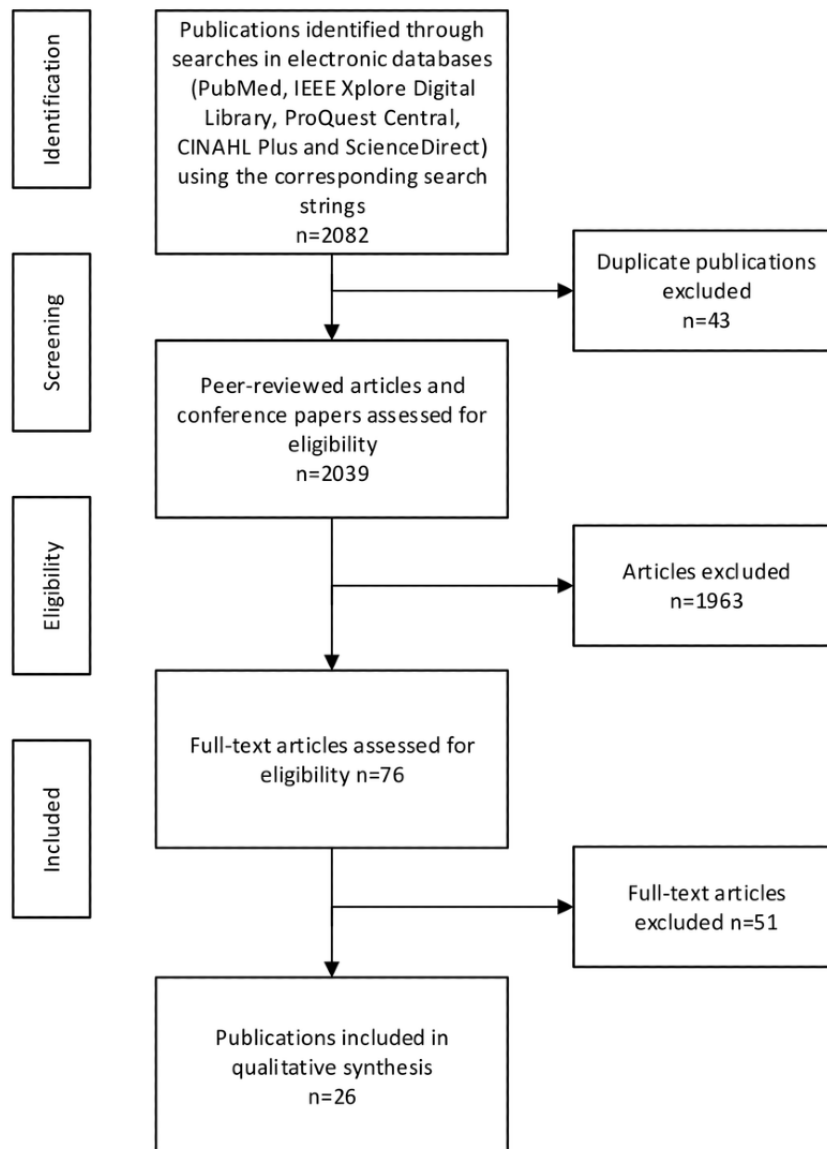 Identification
Publications identified through
searches in electronic databases
(PubMed, IEEE Xplore Digital
Library, ProQuest Central,
CINAHL Plus and ScienceDirect)
using the corresponding search
strings
n=2082
Duplicate publications
excluded
n=43
Screening
Peer-reviewed articles and
conference papers assessed for
eligibility
n=2039
Eligibility
Articles excluded
n=1963
Full-text articles assessed for
eligibility n=76
Included
Full-text articles
excluded n=51
Publications included in
qualitative synthesis
n=26